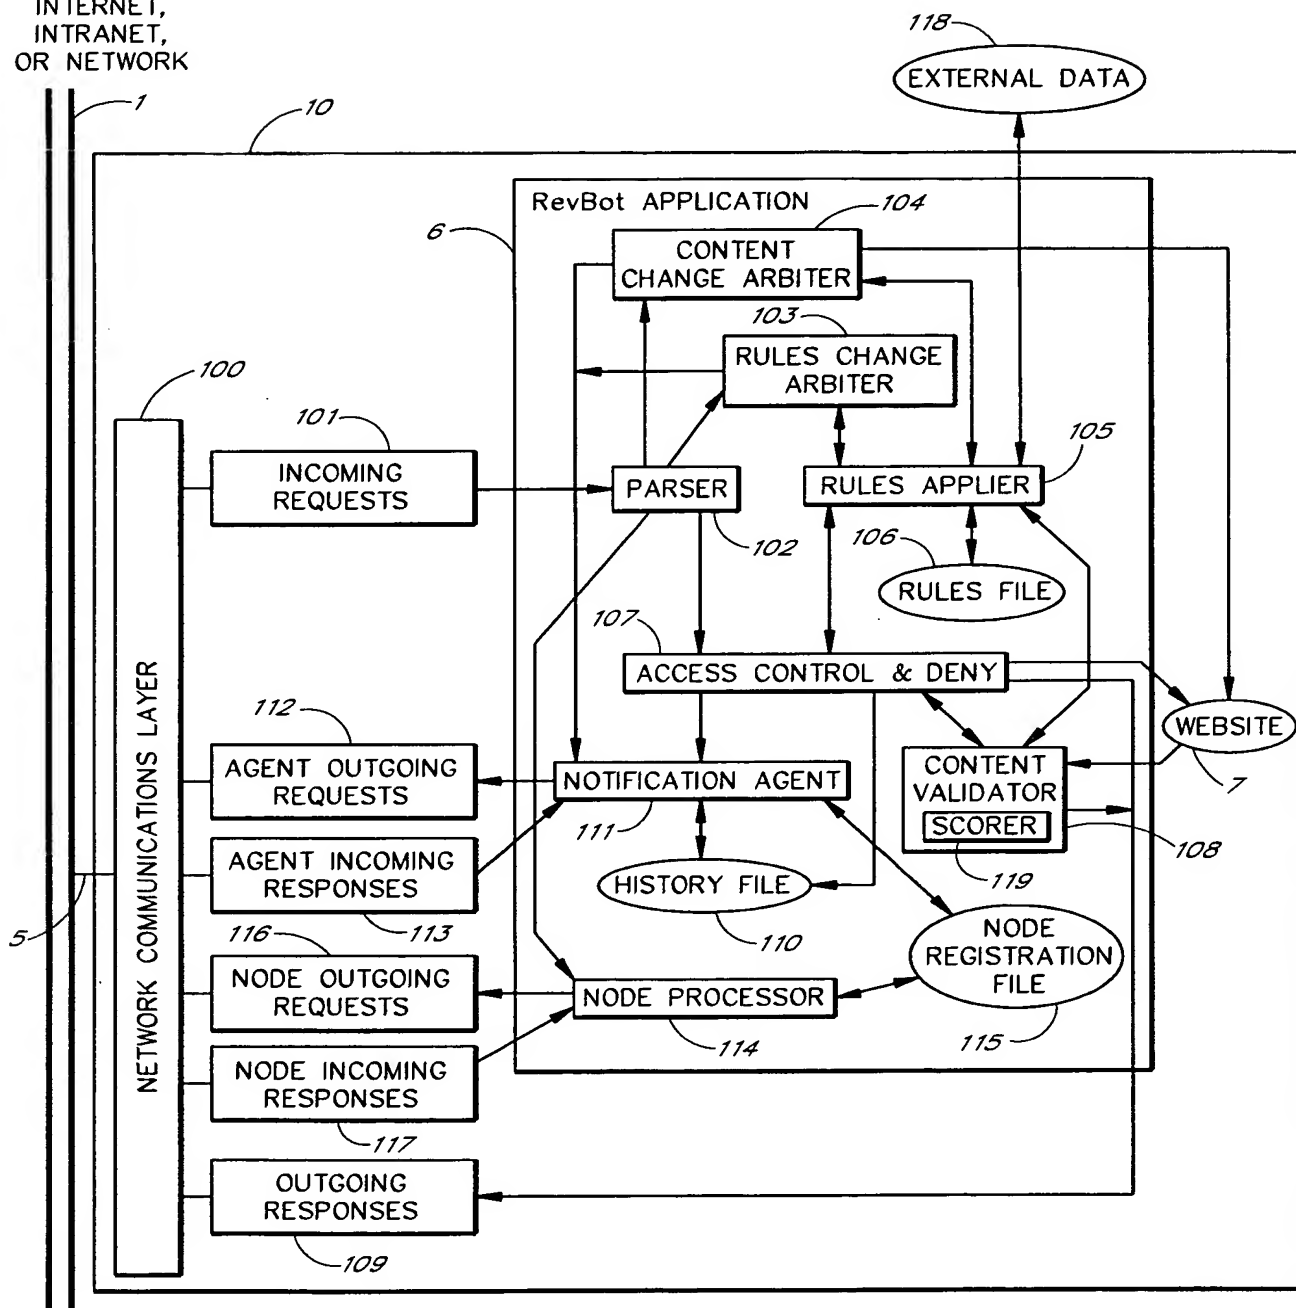 INTERNET,
INTRANET,
OR NETWORK
1
10
118
EXTERNAL DATA
RevBot APPLICATION
104
6
CONTENT
CHANGE ARBITER
103
RULES CHANGE
ARBITER
100
101
INCOMING
REQUESTS
PARSER
102
105
RULES APPLIER
106
RULES FILE
107
ACCESS CONTROL & DENY
NETWORK COMMUNICATIONS LAYER
112
AGENT OUTGOING
REQUESTS
NOTIFICATION AGENT
111
CONTENT
VALIDATOR
SCORER
108
119
WEBSITE
7
AGENT INCOMING
RESPONSES
113
HISTORY FILE
110
5
116
NODE OUTGOING
REQUESTS
NODE PROCESSOR
114
NODE
REGISTRATION
FILE
115
NODE INCOMING
RESPONSES
117
OUTGOING
RESPONSES
109